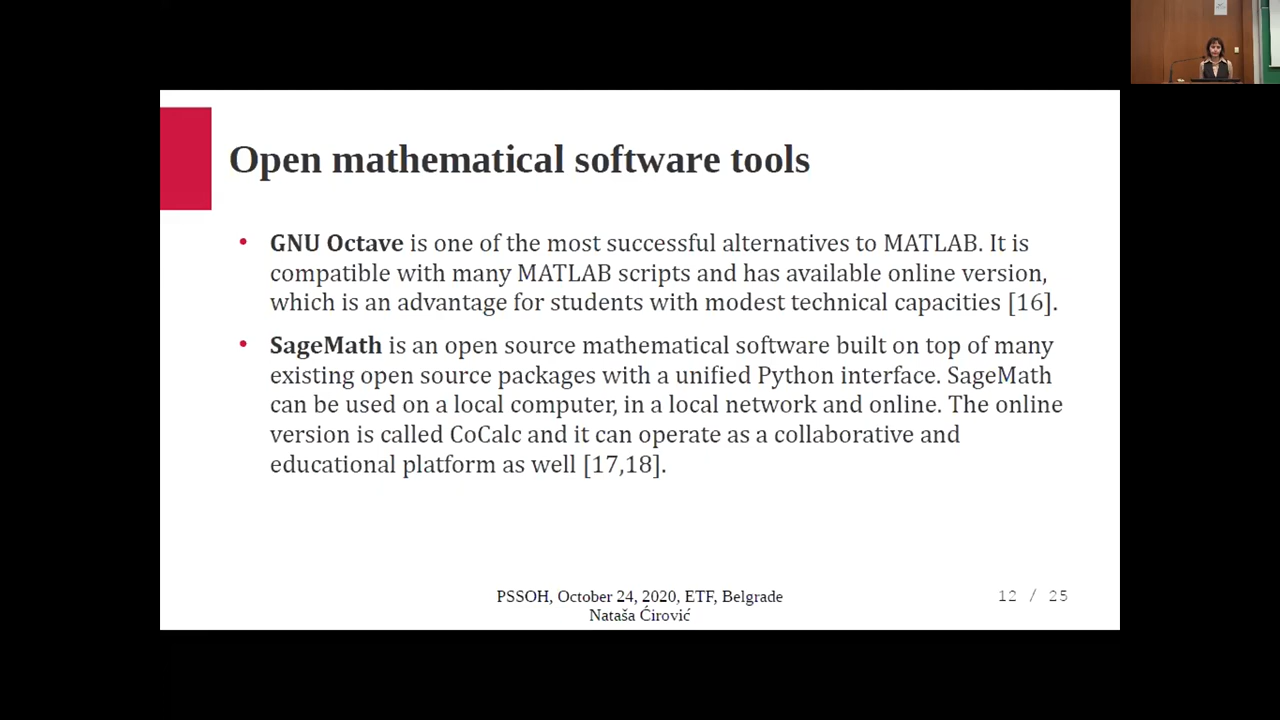 Open mathematical software tools
• GNU Octave is one of the most successful alternatives to MATLAB. It is
compatible with many MATLAB scripts and has available online version,
which is an advantage for students with modest technical capacities [16].
• SageMath is an open source mathematical software built on top of many
existing open source packages with a unified Python interface. SageMath
can be used on a local computer, in a local network and online. The online
version is called CoCalc and it can operate as a collaborative and
educational platform as well [17,18].
PSSOH, October 24, 2020, ETF, Belgrade
Nataša Ćirović
12 / 25